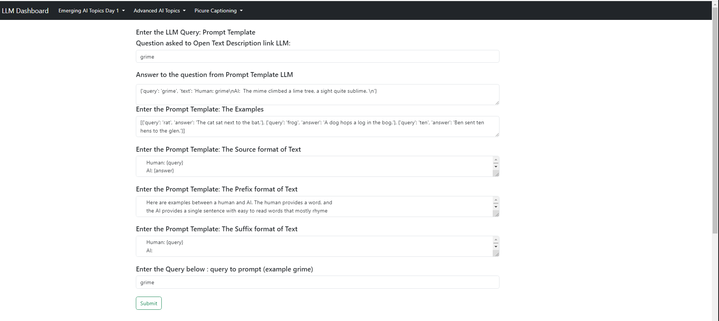 LLM Dashboard Emerging AI Topics Day 1 Advanced AI Topics Picure Captioning
Enter the LLM Query: Prompt Template
Question asked to Open Text Description link LLM:
grime
Answer to the question from Prompt Template LLM
{'query': 'grime', 'text': 'Human: grime\nAI:  The mime climbed a lime tree, a sight quite sublime. \n'}
Enter the Prompt Template: The Examples
[{'query': 'rat', 'answer': 'The cat sat next to the bat.'}, {'query': 'frog', 'answer': 'A dog hops a log in the bog.'}, {'query': 'ten', 'answer': 'Ben sent ten
hens to the glen.'}]
Enter the Prompt Template: The Source format of Text
Human: {query}
AI: {answer}
Enter the Prompt Template: The Prefix format of Text
Here are examples between a human and AI. The human provides a word, and
the AI provides a single sentence with easy to read words that mostly rhyme
Enter the Prompt Template: The Suffix format of Text
Human: {query}
AI:
Enter the Query below : query to prompt (example grime)
grime
Submit